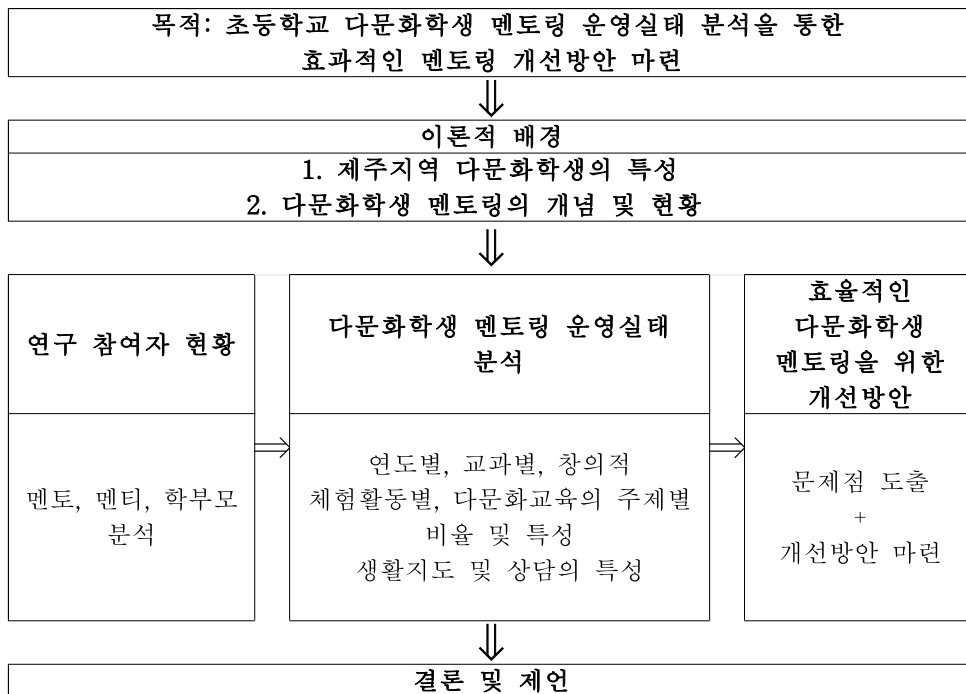 목적: 초등학교 다문화학생 멘토링 운영실태 분석을 통한
효과적인 멘토링 개선방안 마련
이론적 배경
1. 제주지역 다문화학생의 특성
2. 다문화학생 멘토링의 개념 및 현황
연구 참여자 현황
멘토, 멘티, 학부모
분석
다문화학생 멘토링 운영실태
분석
연도별, 교과별, 창의적
체험활동별, 다문화교육의 주제별
비율 및 특성
생활지도 및 상담의 특성
효율적인
다문화학생
멘토링을 위한
개선방안
문제점 도출
+
개선방안 마련
결론 및 제언